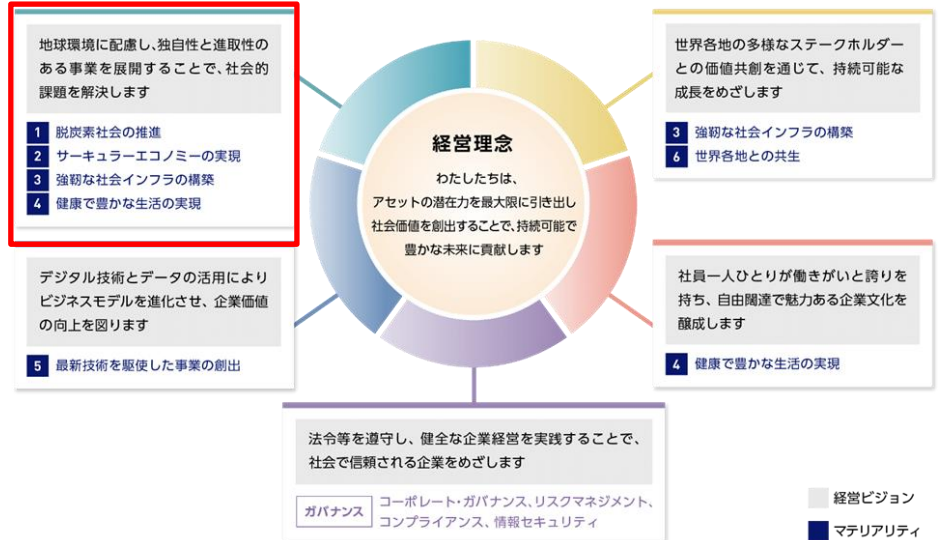 地球環境に配慮し、独自性と進取性の
ある事業を展開することで、社会的
課題を解決します
1 脱炭素社会の推進
2 サーキュラーエコノミーの実現
3 強靭な社会インフラの構築
4 健康で豊かな生活の実現
世界各地の多様なステークホルダー
との価値共創を通じて、持続可能な
成長をめざします
3 強靭な社会インフラの構築
6 世界各地との共生
経営理念
わたしたちは、
アセットの潜在力を最大限に引き出し
社会価値を創出することで、持続可能で
豊かな未来に貢献します
デジタル技術とデータの活用により
ビジネスモデルを進化させ、企業価値
の向上を図ります
5 最新技術を駆使した事業の創出
社員一人ひとりが働きがいと誇りを
持ち、自由闊達で魅力ある企業文化を
醸成します
4 健康で豊かな生活の実現
法令等を遵守し、健全な企業経営を実践することで、
社会で信頼される企業をめざします
ガバナンス
コーポレート・ガバナンス、リスクマネジメント、
コンプライアンス、情報セキュリティ
経営ビジョン
マテリアリティ